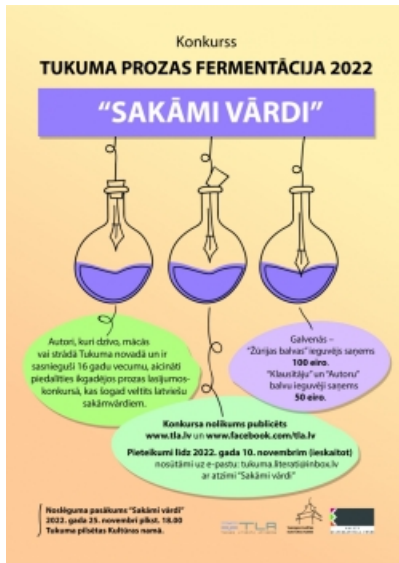 Konkurss
TUKUMA PROZAS FERMENTĀCIJA 2022
“SAKĀMI VĀRDI”
Autori, kuri dzīvo, mācās
vai strādā Tukuma novadā un ir
sasnieguši 16 gadu vecumu, aicināti
piedalīties ikgadējos prozas lasījumos-
konkursā, kas šogad veltīts latviešu
sakāmvārdiem.
Galvenās –
“Žūrijas balvas” ieguvējs saņems
100 eiro.
“Klausītāju” un “Autoru”
balvu ieguvēji saņems
50 eiro.
Konkursa nolikums publicēts
www.tla.lv un www.facebook.com/tla.lv
Pieteikumi līdz 2022. gada 10. novembrim (ieskaitot)
nosūtāmi uz e-pastu: tukuma.literati@inbox.lv
ar atzīmi “Sakāmi vārdi”
Noslēguma pasākums “Sakāmi vārdi”
2022. gada 25. novembrī plkst. 18.00
Tukuma pilsētas Kultūras namā.
TLA